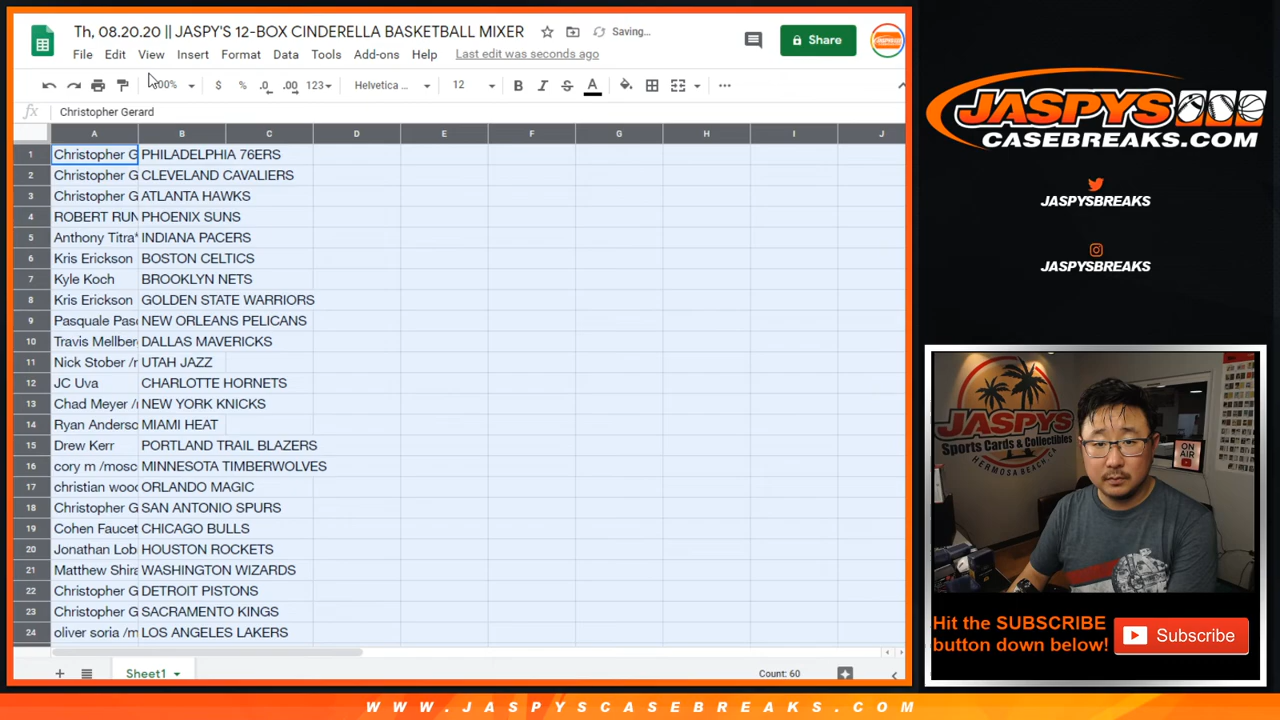 Th, 08.20.20 || JASPY'S 12-BOX CINDERELLA BASKETBALL MIXER
Saving...
File Edit View Insert Format Data Tools Add-ons Help Last edit was seconds ago
Share
$ % .0 .00 123 Helvetica ... 12 B I S A ...
fx Christopher Gerard
A B C D E F G H I J
1 Christopher G PHILADELPHIA 76ERS
2 Christopher G CLEVELAND CAVALIERS
3 Christopher G ATLANTA HAWKS
4 ROBERT RUN PHOENIX SUNS
5 Anthony Titra* INDIANA PACERS
6 Kris Erickson BOSTON CELTICS
7 Kyle Koch BROOKLYN NETS
8 Kris Erickson GOLDEN STATE WARRIORS
9 Pasquale Pasc NEW ORLEANS PELICANS
10 Travis Mellber DALLAS MAVERICKS
11 Nick Stober /r UTAH JAZZ
12 JC Uva CHARLOTTE HORNETS
13 Chad Meyer /r NEW YORK KNICKS
14 Ryan Anderso MIAMI HEAT
15 Drew Kerr PORTLAND TRAIL BLAZERS
16 cory m /mosc MINNESOTA TIMBERWOLVES
17 christian wood ORLANDO MAGIC
18 Christopher G SAN ANTONIO SPURS
19 Cohen Faucet CHICAGO BULLS
20 Jonathan Lob HOUSTON ROCKETS
21 Matthew Shira WASHINGTON WIZARDS
22 Christopher G DETROIT PISTONS
23 Christopher G SACRAMENTO KINGS
24 oliver soria /m LOS ANGELES LAKERS
Sheet1
Count: 60
JASPYS
CASEBREAKS.COM
JASPYSBREAKS
JASPYSBREAKS
JASPYS
Sports Cards & Collectibles
HERMOSA BEACH, CA
ON AIR
Hit the SUBSCRIBE
button down below!
Subscribe
WWW.JASPYSCASEBREAKS.COM